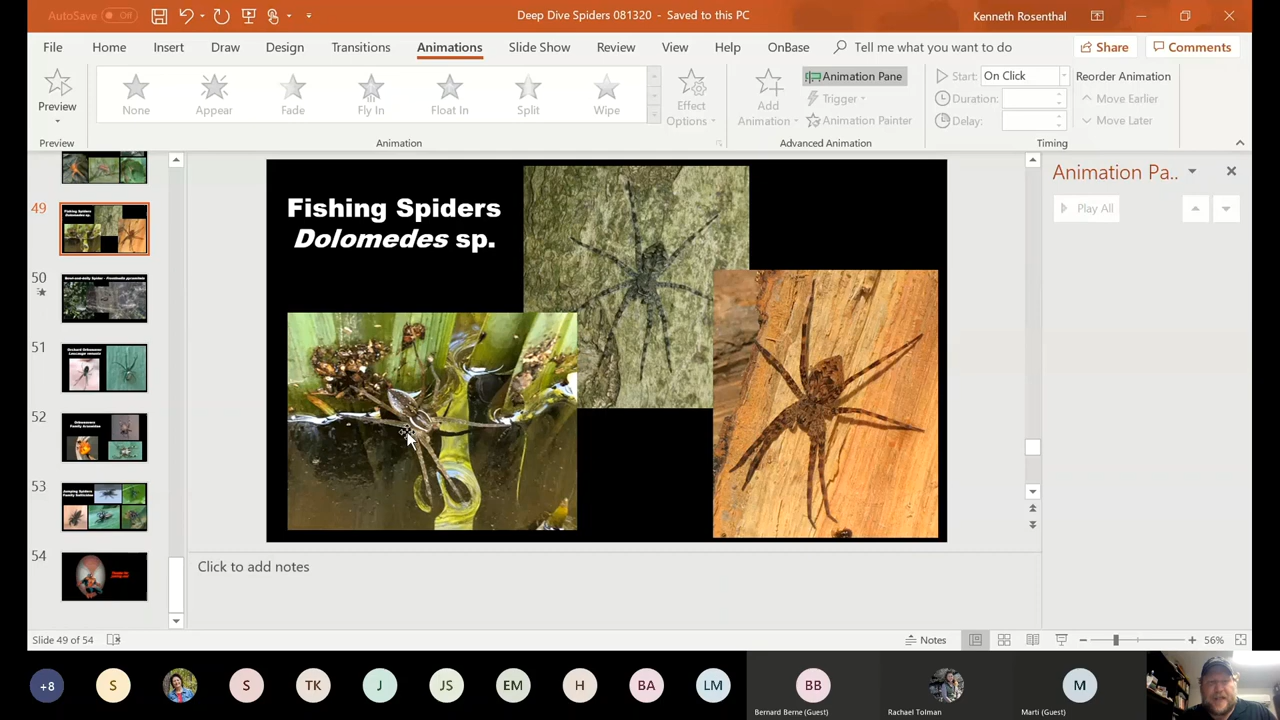 AutoSave Off
Deep Dive Spiders 081320 - Saved to this PC
Kenneth Rosenthal
File Home Insert Draw Design Transitions Animations Slide Show Review View Help OnBase Tell me what you want to do Share Comments
Preview
None Appear Fade Fly In Float In Split Wipe
Effect Options
Add Animation
Animation Pane
Trigger
Animation Painter
Start: On Click
Duration:
Delay:
Reorder Animation
Move Earlier
Move Later
Preview Animation Advanced Animation Timing
49
50
51
52
53
54
Fishing Spiders
Dolomedes sp.
Animation Pa..
Play All
Click to add notes
Slide 49 of 54
Notes
56%
+8 S S TK J JS EM H BA LM BB M
Bernard Berne (Guest) Rachael Tolman Marti (Guest)